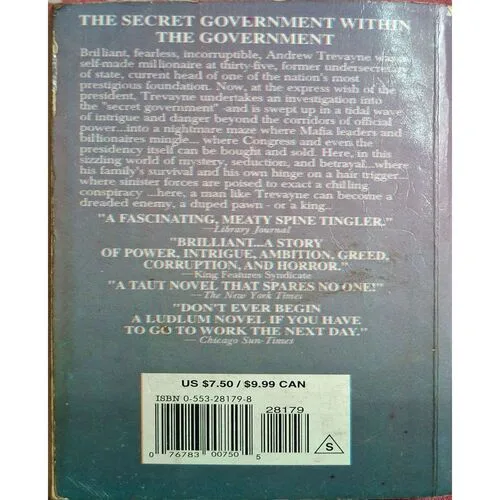 THE SECRET GOVERNMENT WITHIN
THE GOVERNMENT
Brilliant, fearless, incorruptible, Andrew Trevayne was a
self-made millionaire at thirty-five, former undersecretary
of state, current head of one of the nation's most
prestigious foundation. Now, at the express wish of the
president, Trevayne undertakes an investigation into
the "secret government" -and is swept up in a tidal wave
of intrigue and danger beyond the corridors of official
power...into a nightmare maze where Mafia leaders and
billionaires mingle... where Congress and even the
presidency itself can be bought and sold. Here, in this
sizzling world of mystery, seduction, and betrayal...where
his family's survival and his own hinge on a hair trigger...
where sinister forces are poised to exact a chilling
conspiracy ...here, a man like Trevayne can become a
dreaded enemy, a duped pawn - or a king..
"A FASCINATING, MEATY SPINE TINGLER."
—Library Journal
"BRILLIANT...A STORY
OF POWER, INTRIGUE, AMBITION, GREED,
CORRUPTION, AND HORROR."
—King Features Syndicate
"A TAUT NOVEL THAT SPARES NO ONE!"
—The New York Times
"DON'T EVER BEGIN
A LUDLUM NOVEL IF YOU HAVE
TO GO TO WORK THE NEXT DAY."
—Chicago Sun-Times
US $7.50 / $9.99 CAN
ISBN 0-553-28179-8
28179
0 76783 00750 5
S